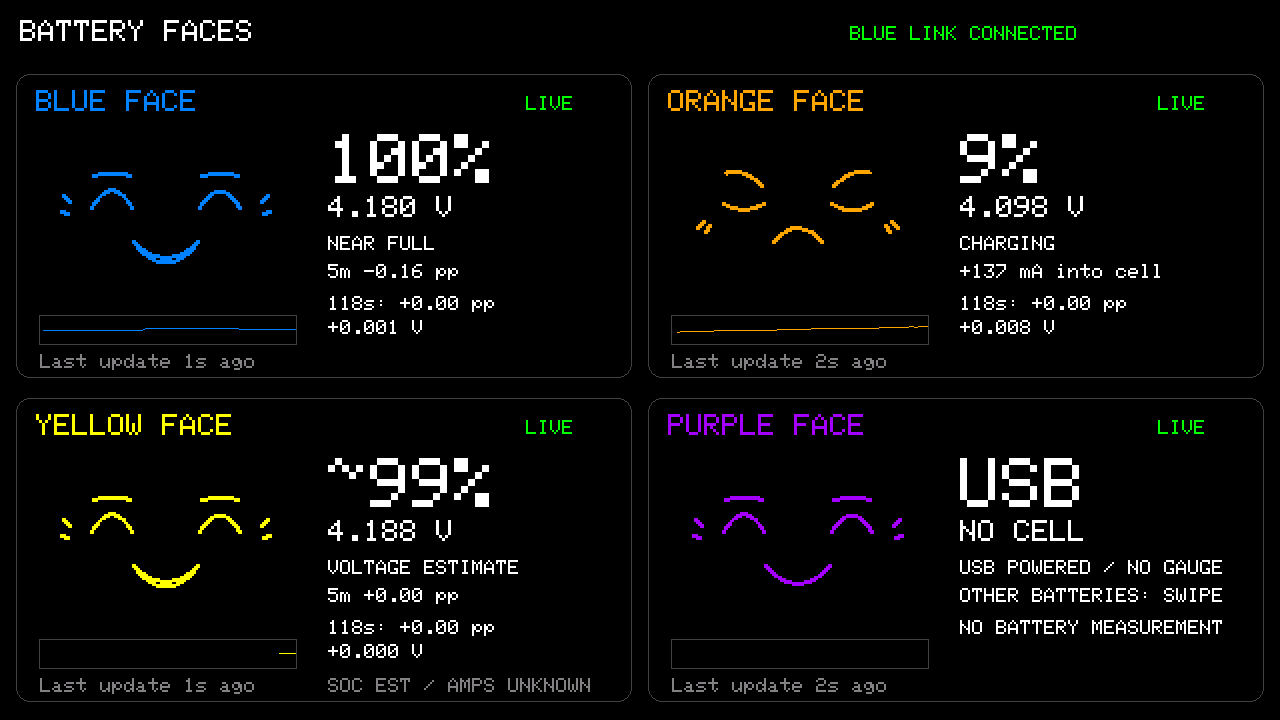 BATTERY FACES
BLUE LINK CONNECTED
BLUE FACE
LIVE
100%
4.180 V
NEAR FULL
5m -0.16 pp
118s: +0.00 pp
+0.001 V
Last update 1s ago
ORANGE FACE
LIVE
9%
4.098 V
CHARGING
+137 mA into cell
118s: +0.00 pp
+0.008 V
Last update 2s ago
YELLOW FACE
LIVE
~99%
4.188 V
VOLTAGE ESTIMATE
5m +0.00 pp
118s: +0.00 pp
+0.000 V
Last update 1s ago
SOC EST / AMPS UNKNOWN
PURPLE FACE
LIVE
USB
NO CELL
USB POWERED / NO GAUGE
OTHER BATTERIES: SWIPE
NO BATTERY MEASUREMENT
Last update 2s ago